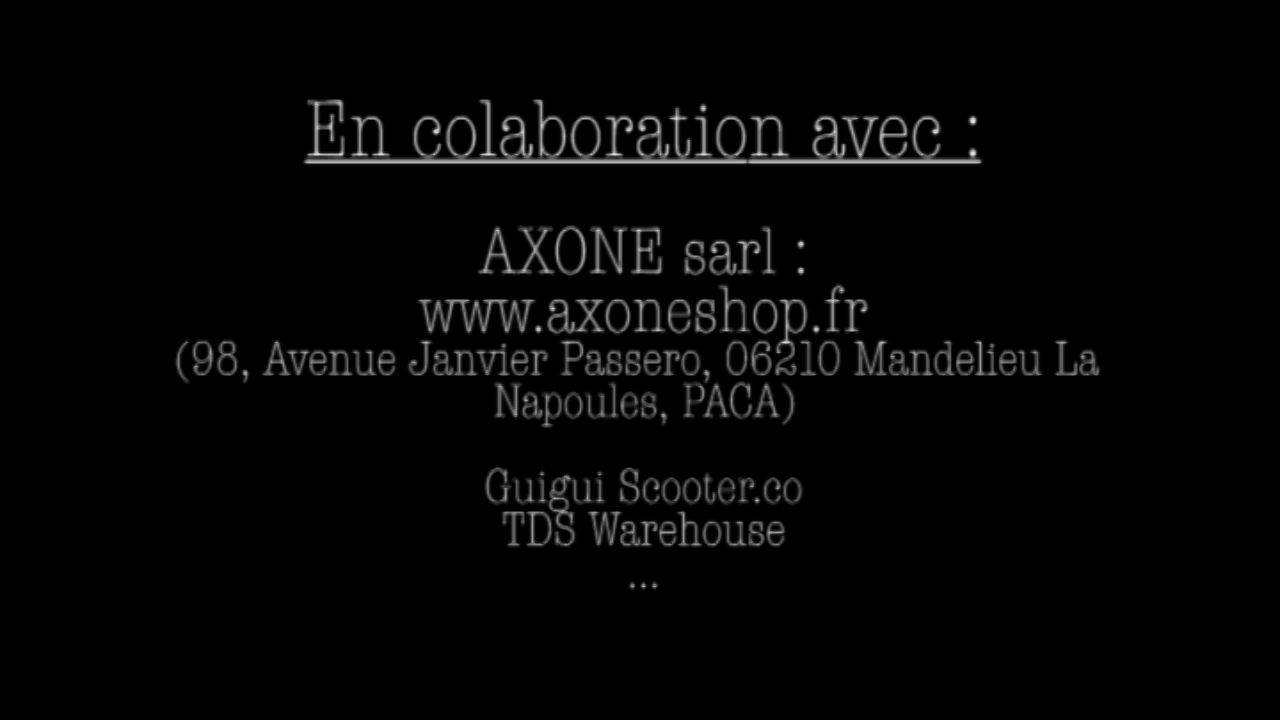 En colaboration avec :
AXONE sarl :
www.axoneshop.fr
(98, Avenue Janvier Passero, 06210 Mandelieu La
Napoules, PACA)
Guigui Scooter.co
TDS Warehouse
...